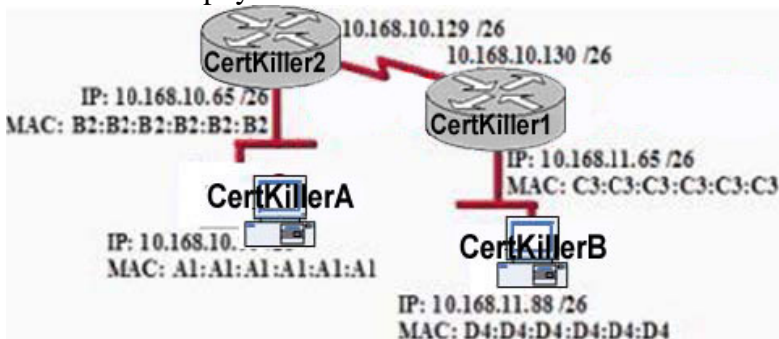 10.168.10.129 /26
CertKiller2
10.168.10.130 /26
IP: 10.168.10.65 /26
MAC: B2:B2:B2:B2:B2:B2
CertKiller1
IP: 10.168.11.65 /26
MAC: C3:C3:C3:C3:C3:C3
CertKillerA
CertKillerB
IP: 10.168.10.
MAC: A1:A1:A1:A1:A1:A1
IP: 10.168.11.88 /26
MAC: D4:D4:D4:D4:D4:D4